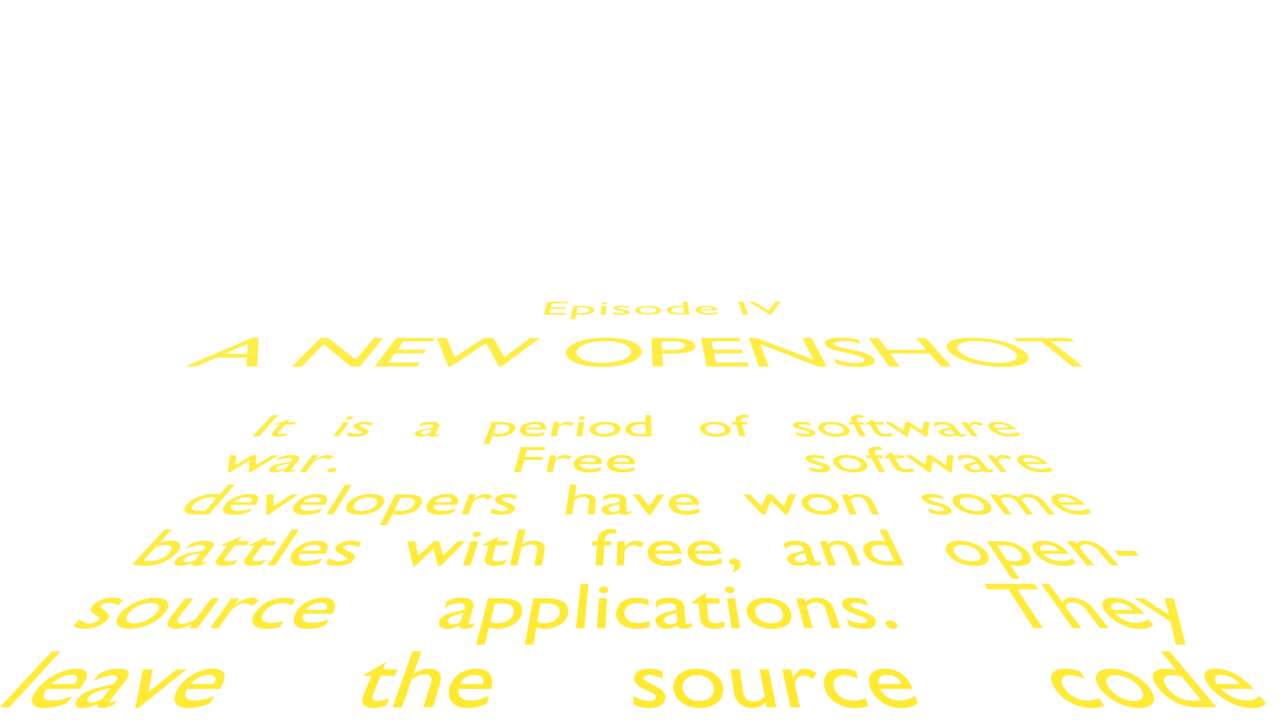 Episode IV
A NEW OPENSHOT
It is a period of software
war. Free software
developers have won some
battles with free, and open-
source applications. They
leave the source code